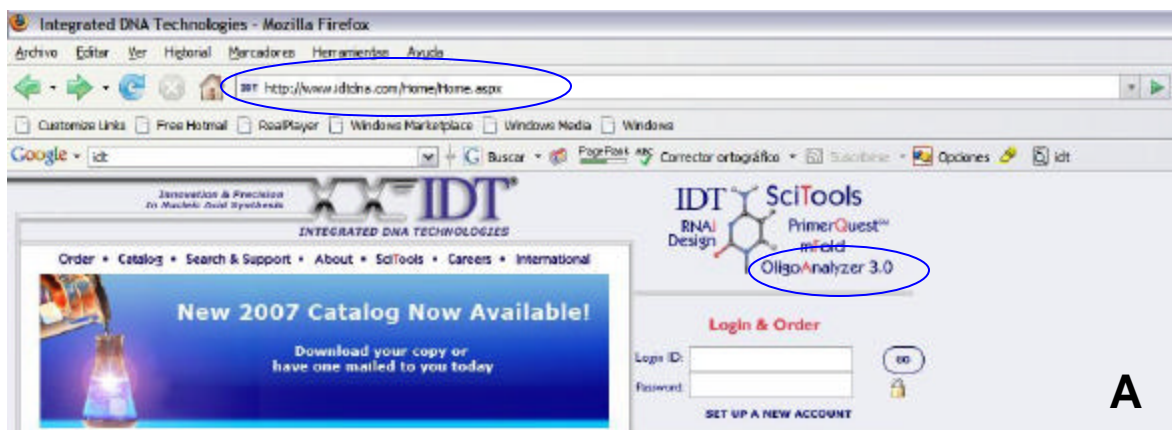 Integrated DNA Technologies - Mozilla Firefox
Archivo Editar Ver Historial Marcadores Herramientas Ayuda
IDT http://www.idtdna.com/Home/Home.aspx
Customize Links Free Hotmail RealPlayer Windows Marketplace Windows Media Windows
Google idt Buscar PageRank ABC Corrector ortográfico Suscribirse Opciones idt
Innovation & Precision
In Nucleic Acid Synthesis
IDT
INTEGRATED DNA TECHNOLOGIES
Order • Catalog • Search & Support • About • SciTools • Careers • International
New 2007 Catalog Now Available!
Download your copy or
have one mailed to you today
IDT SciTools
RNAi Design
PrimerQuest℠
mFold
OligoAnalyzer 3.0
Login & Order
Login ID:
GO
Password:
SET UP A NEW ACCOUNT
A